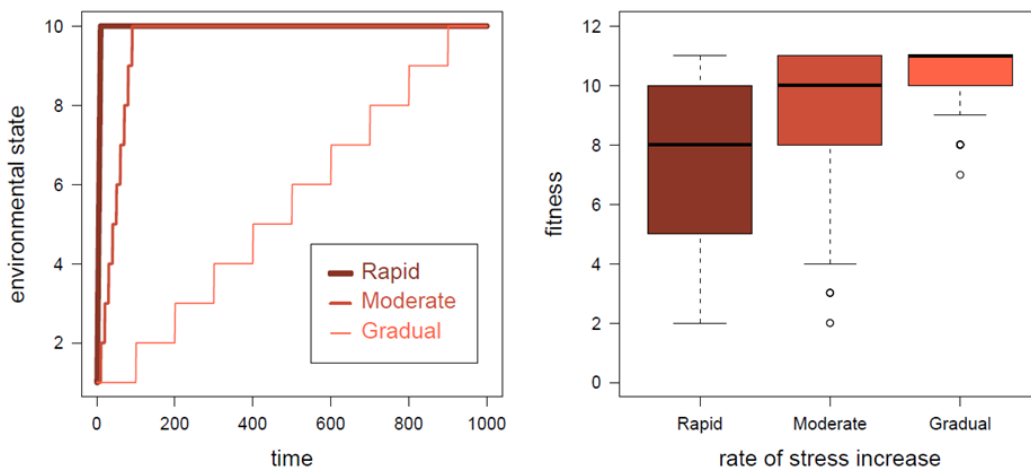 environmental state
10
8
6
4
2
Rapid
Moderate
Gradual
0 200 400 600 800 1000
time
fitness
12
10
8
6
4
2
0
Rapid Moderate Gradual
rate of stress increase